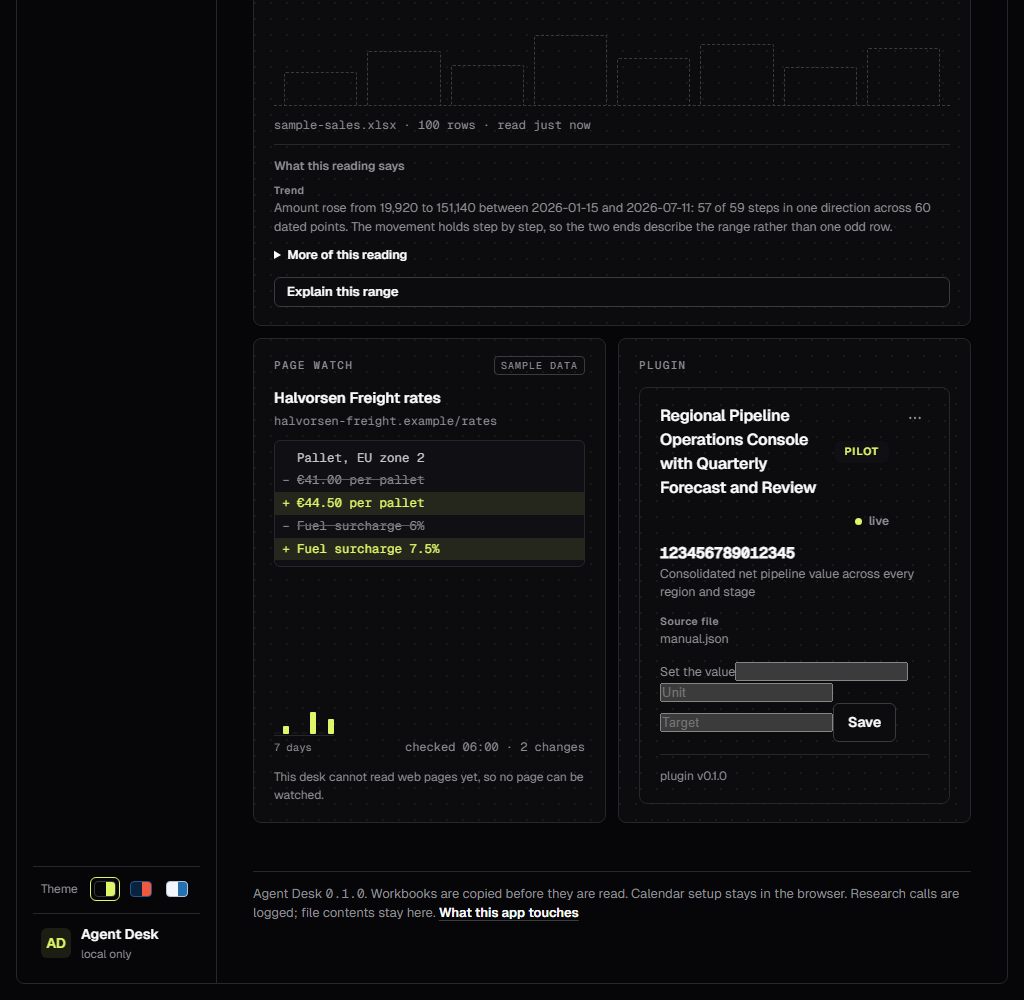 sample-sales.xlsx · 100 rows · read just now
What this reading says
Trend
Amount rose from 19,920 to 151,140 between 2026-01-15 and 2026-07-11: 57 of 59 steps in one direction across 60
dated points. The movement holds step by step, so the two ends describe the range rather than one odd row.
More of this reading
Explain this range
PAGE WATCH
SAMPLE DATA
Halvorsen Freight rates
halvorsen-freight.example/rates
Pallet, EU zone 2
– €41.00 per pallet
+ €44.50 per pallet
– Fuel surcharge 6%
+ Fuel surcharge 7.5%
7 days
checked 06:00 · 2 changes
This desk cannot read web pages yet, so no page can be
watched.
PLUGIN
Regional Pipeline
Operations Console
with Quarterly
Forecast and Review
PILOT
...
live
123456789012345
Consolidated net pipeline value across every
region and stage
Source file
manual.json
Set the value
Unit
Target
Save
plugin v0.1.0
Theme
AD
Agent Desk
local only
Agent Desk 0.1.0. Workbooks are copied before they are read. Calendar setup stays in the browser. Research calls are
logged; file contents stay here. What this app touches